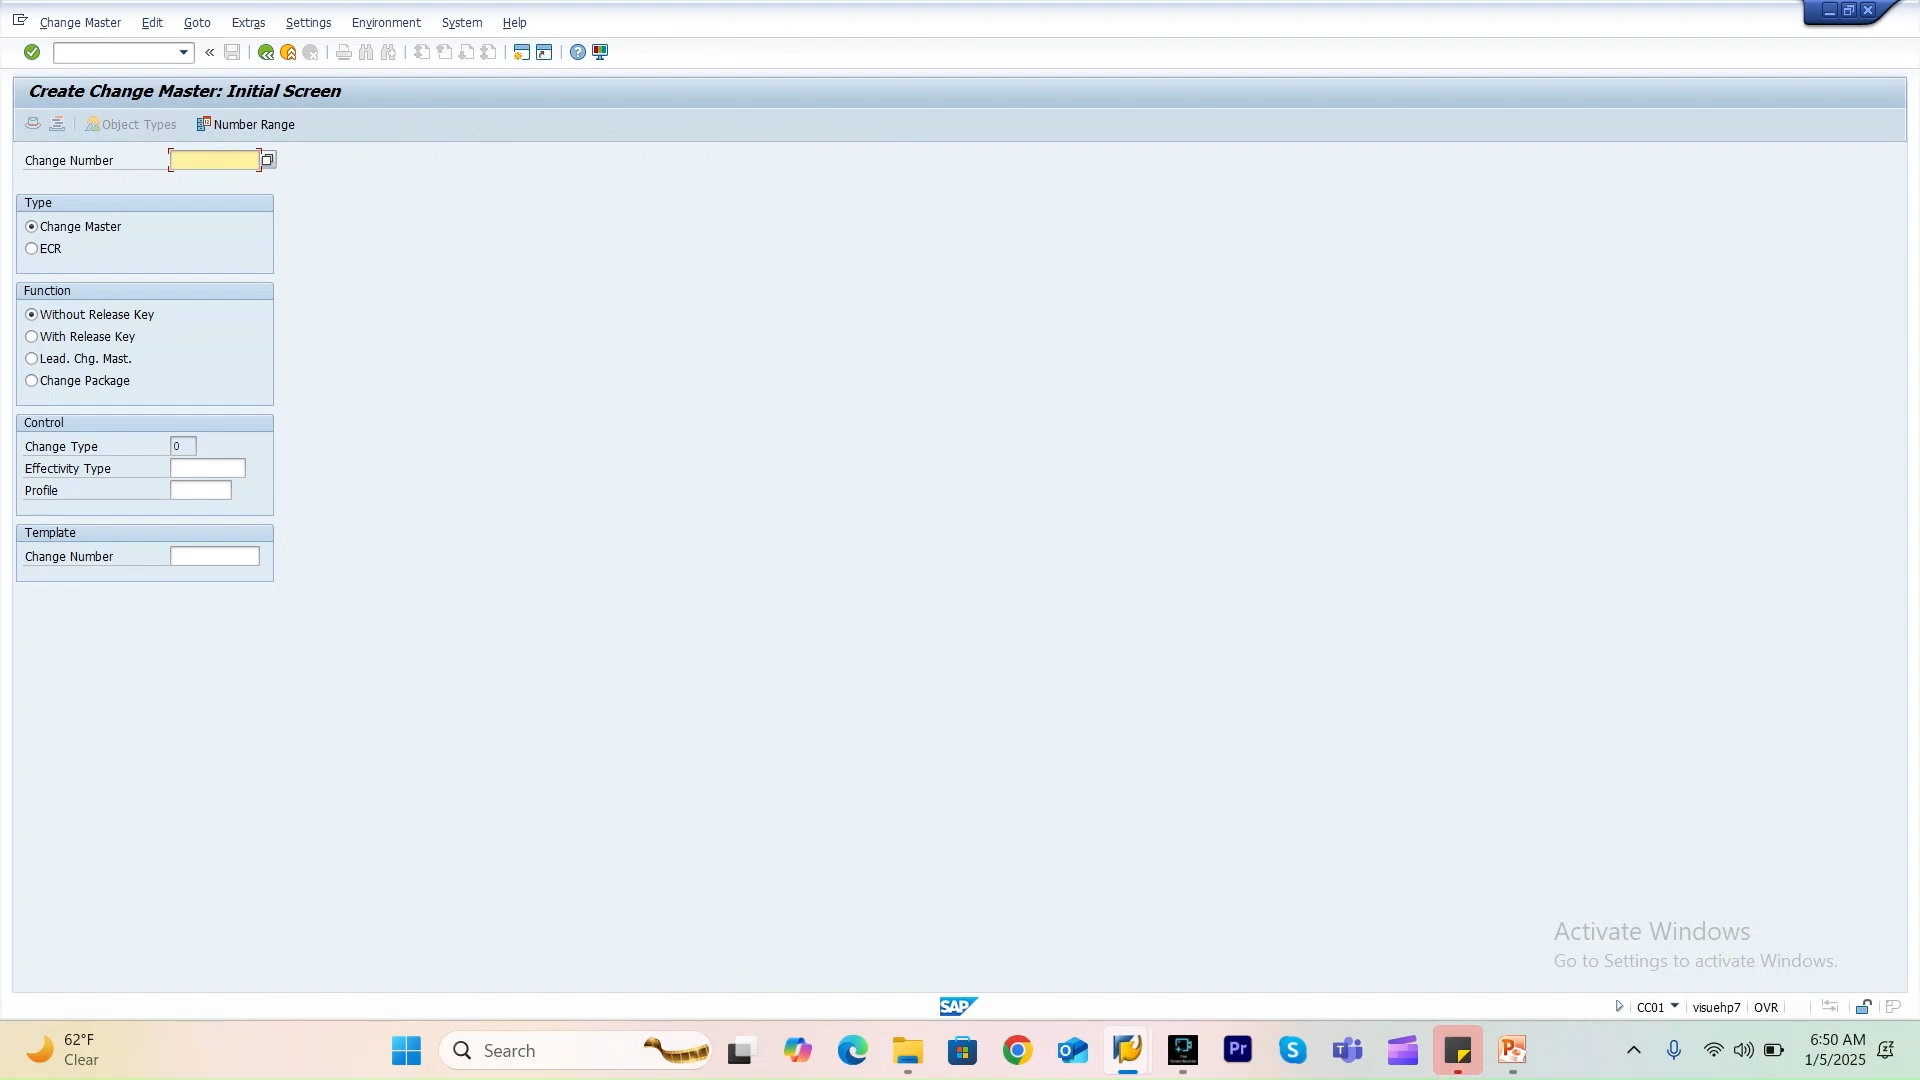 Change Master Edit Goto Extras Settings Environment System Help
Create Change Master: Initial Screen
Object Types Number Range
Change Number
Type
Change Master
ECR
Function
Without Release Key
With Release Key
Lead. Chg. Mast.
Change Package
Control
Change Type 0
Effectivity Type
Profile
Template
Change Number
Activate Windows
Go to Settings to activate Windows.
SAP CC01 visuehp7 OVR
62°F
Clear
Search
Pr
6:50 AM
1/5/2025